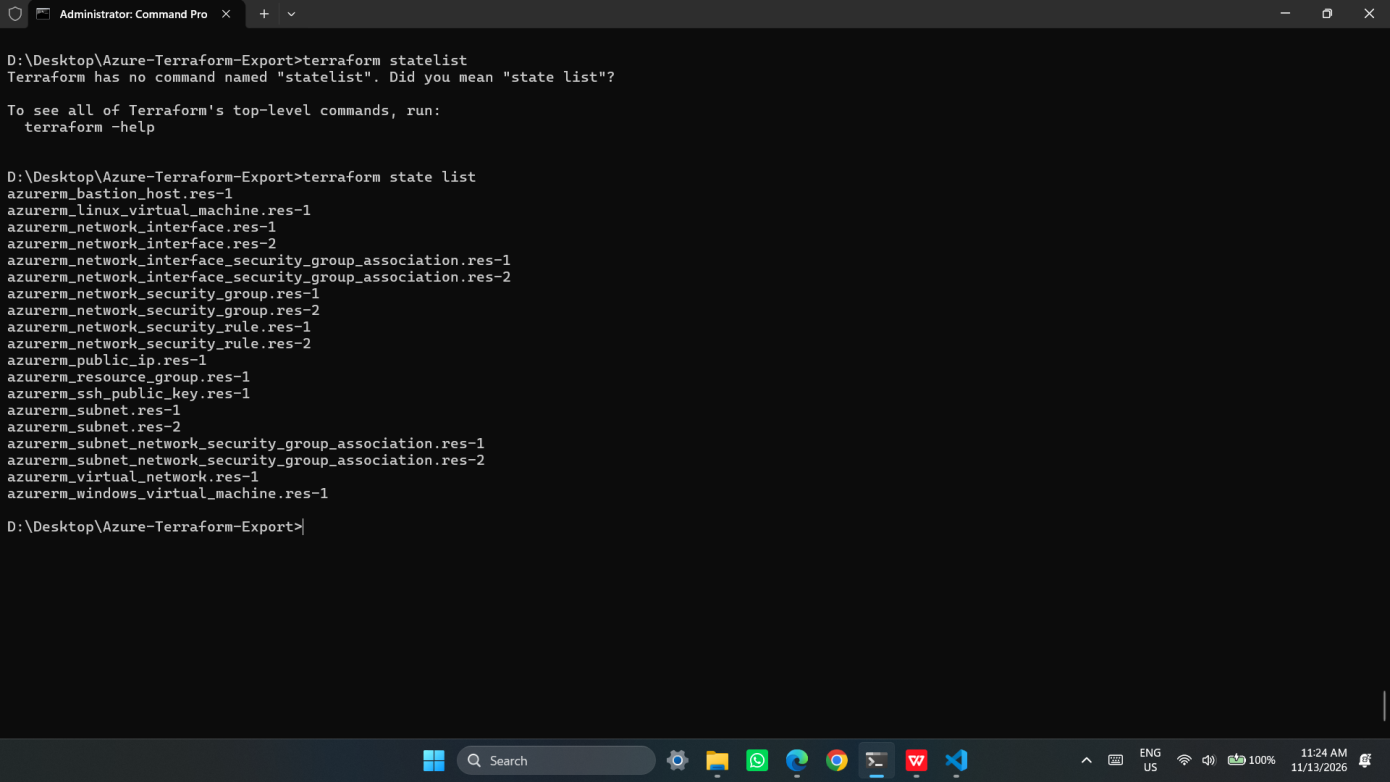 Administrator: Command Pro
D:\Desktop\Azure-Terraform-Export>terraform statelist
Terraform has no command named "statelist". Did you mean "state list"?
To see all of Terraform's top-level commands, run:
terraform -help
D:\Desktop\Azure-Terraform-Export>terraform state list
azurerm_bastion_host.res-1
azurerm_linux_virtual_machine.res-1
azurerm_network_interface.res-1
azurerm_network_interface.res-2
azurerm_network_interface_security_group_association.res-1
azurerm_network_interface_security_group_association.res-2
azurerm_network_security_group.res-1
azurerm_network_security_group.res-2
azurerm_network_security_rule.res-1
azurerm_network_security_rule.res-2
azurerm_public_ip.res-1
azurerm_resource_group.res-1
azurerm_ssh_public_key.res-1
azurerm_subnet.res-1
azurerm_subnet.res-2
azurerm_subnet_network_security_group_association.res-1
azurerm_subnet_network_security_group_association.res-2
azurerm_virtual_network.res-1
azurerm_windows_virtual_machine.res-1
D:\Desktop\Azure-Terraform-Export>
Search
ENG
US
100%
11:24 AM
11/13/2026